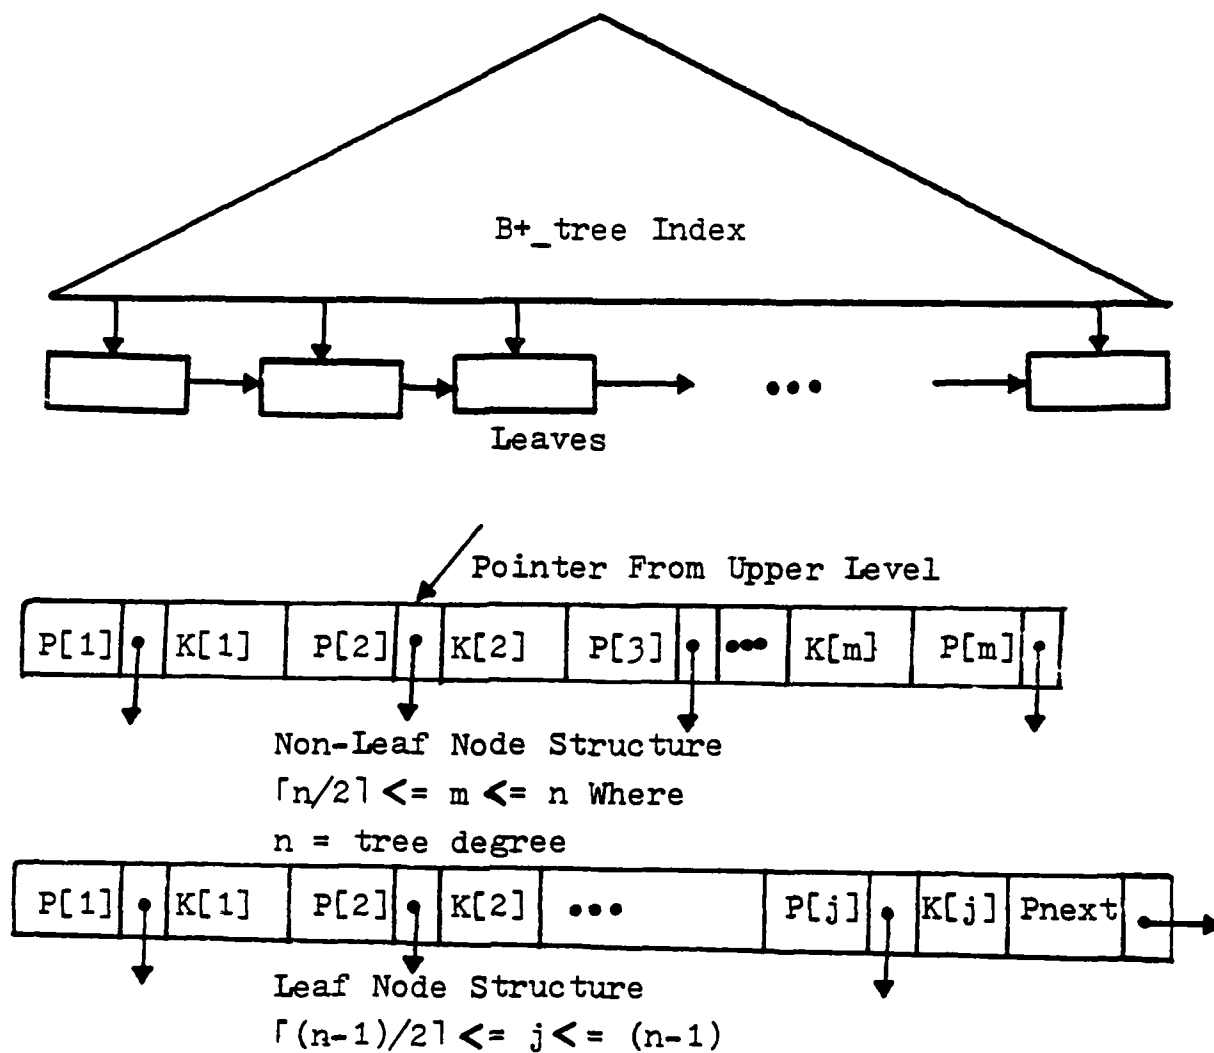 B+_tree Index
•••
Leaves
Pointer From Upper Level
P[1] K[1] P[2] K[2] P[3] ••• K[m} P[m]
Non-Leaf Node Structure
⌈n/2⌉ <= m <= n Where
n = tree degree
P[1] K[1] P[2] K[2] ••• P[j] K[j] Pnext
Leaf Node Structure
⌈(n-1)/2⌉ <= j <= (n-1)